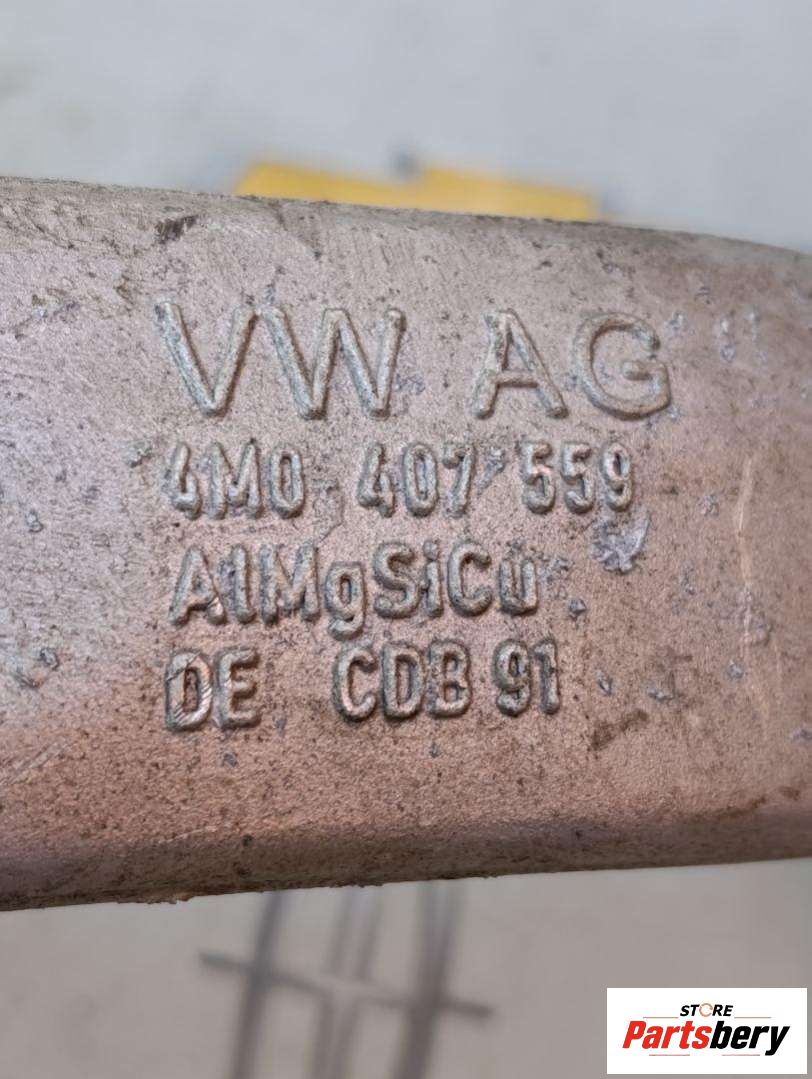 VW AG
4M0 407 559
AlMgSiCu
DE CDB 91
STORE
Partsbery